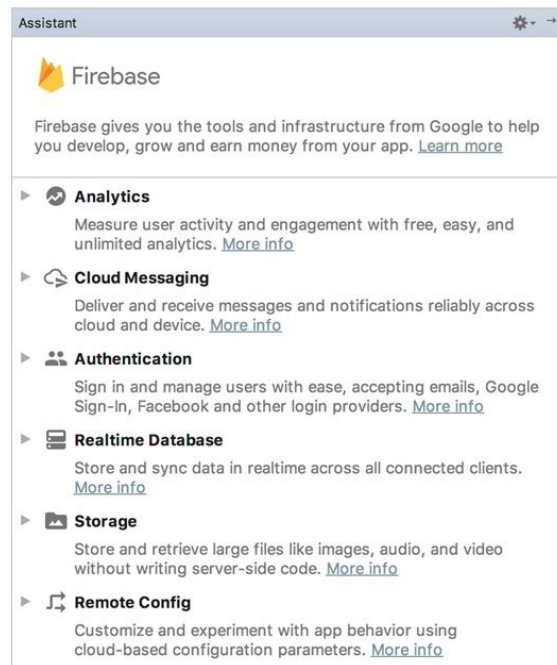 Assistant
Firebase
Firebase gives you the tools and infrastructure from Google to help
you develop, grow and earn money from your app. Learn more
Analytics
Measure user activity and engagement with free, easy, and
unlimited analytics. More info
Cloud Messaging
Deliver and receive messages and notifications reliably across
cloud and device. More info
Authentication
Sign in and manage users with ease, accepting emails, Google
Sign-In, Facebook and other login providers. More info
Realtime Database
Store and sync data in realtime across all connected clients.
More info
Storage
Store and retrieve large files like images, audio, and video
without writing server-side code. More info
Remote Config
Customize and experiment with app behavior using
cloud-based configuration parameters. More info